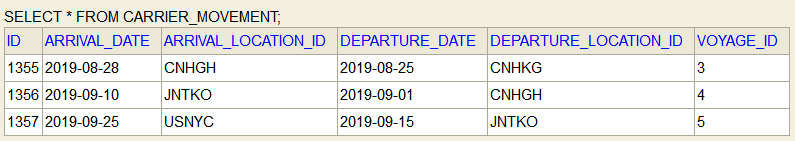 SELECT * FROM CARRIER_MOVEMENT;
ID ARRIVAL_DATE ARRIVAL_LOCATION_ID DEPARTURE_DATE DEPARTURE_LOCATION_ID VOYAGE_ID
1355 2019-08-28 CNHGH 2019-08-25 CNHKG 3
1356 2019-09-10 JNTKO 2019-09-01 CNHGH 4
1357 2019-09-25 USNYC 2019-09-15 JNTKO 5